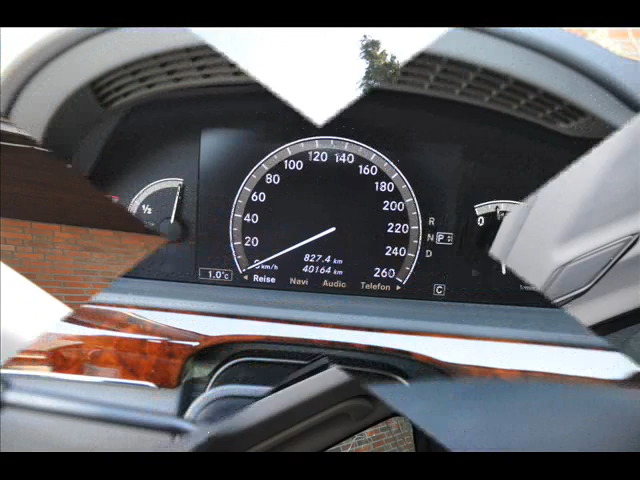 120 140
100 160
80 180
60 200
40 220
20 240
260
km/h
827.4 km
40164 km
1.0°C
◄ Reise Navi Audio Telefon ►
1/2
R
N P
D
C
0